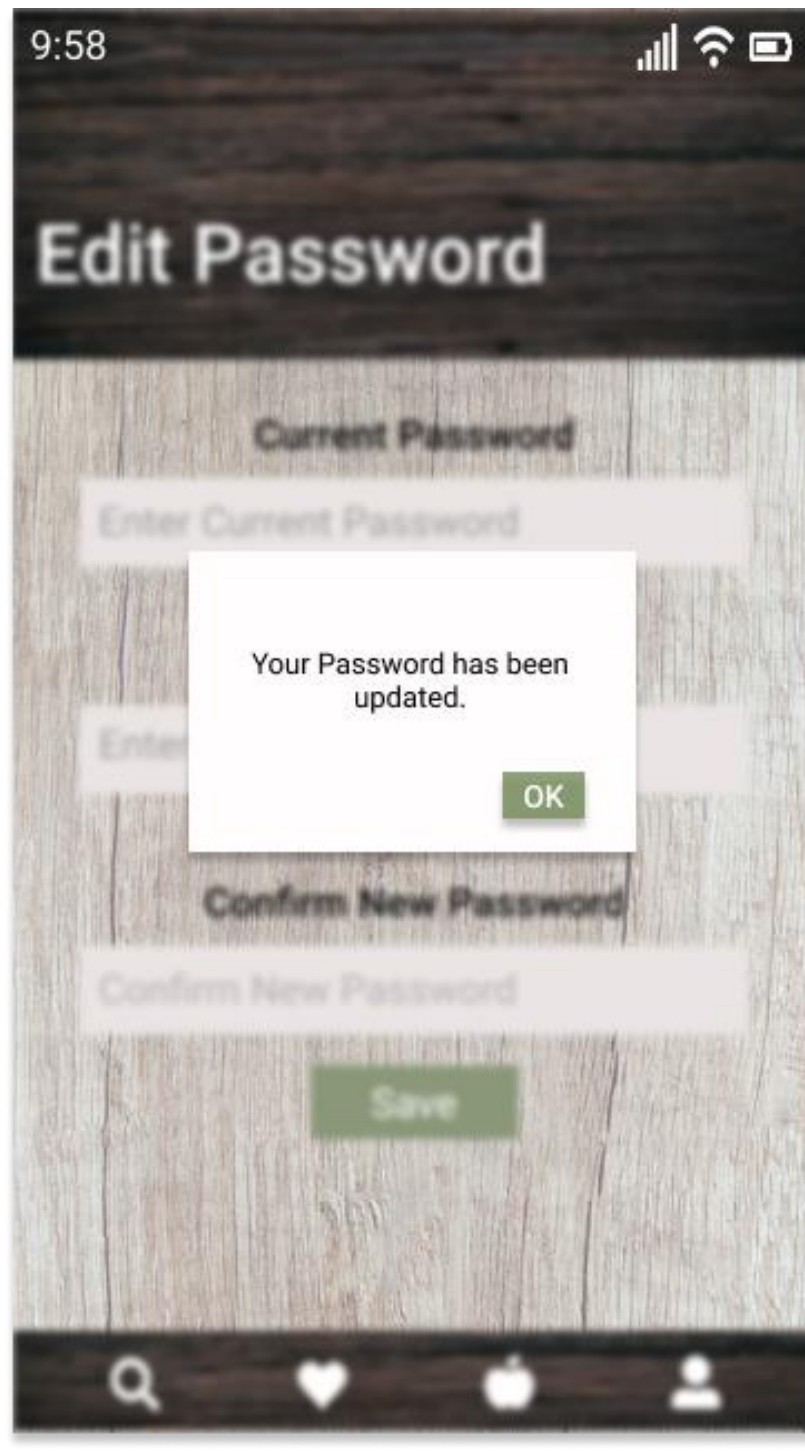 9:58
Edit Password
Current Password
Enter Current Password
Your Password has been
updated.
Enter
OK
Confirm New Password
Confirm New Password
Save